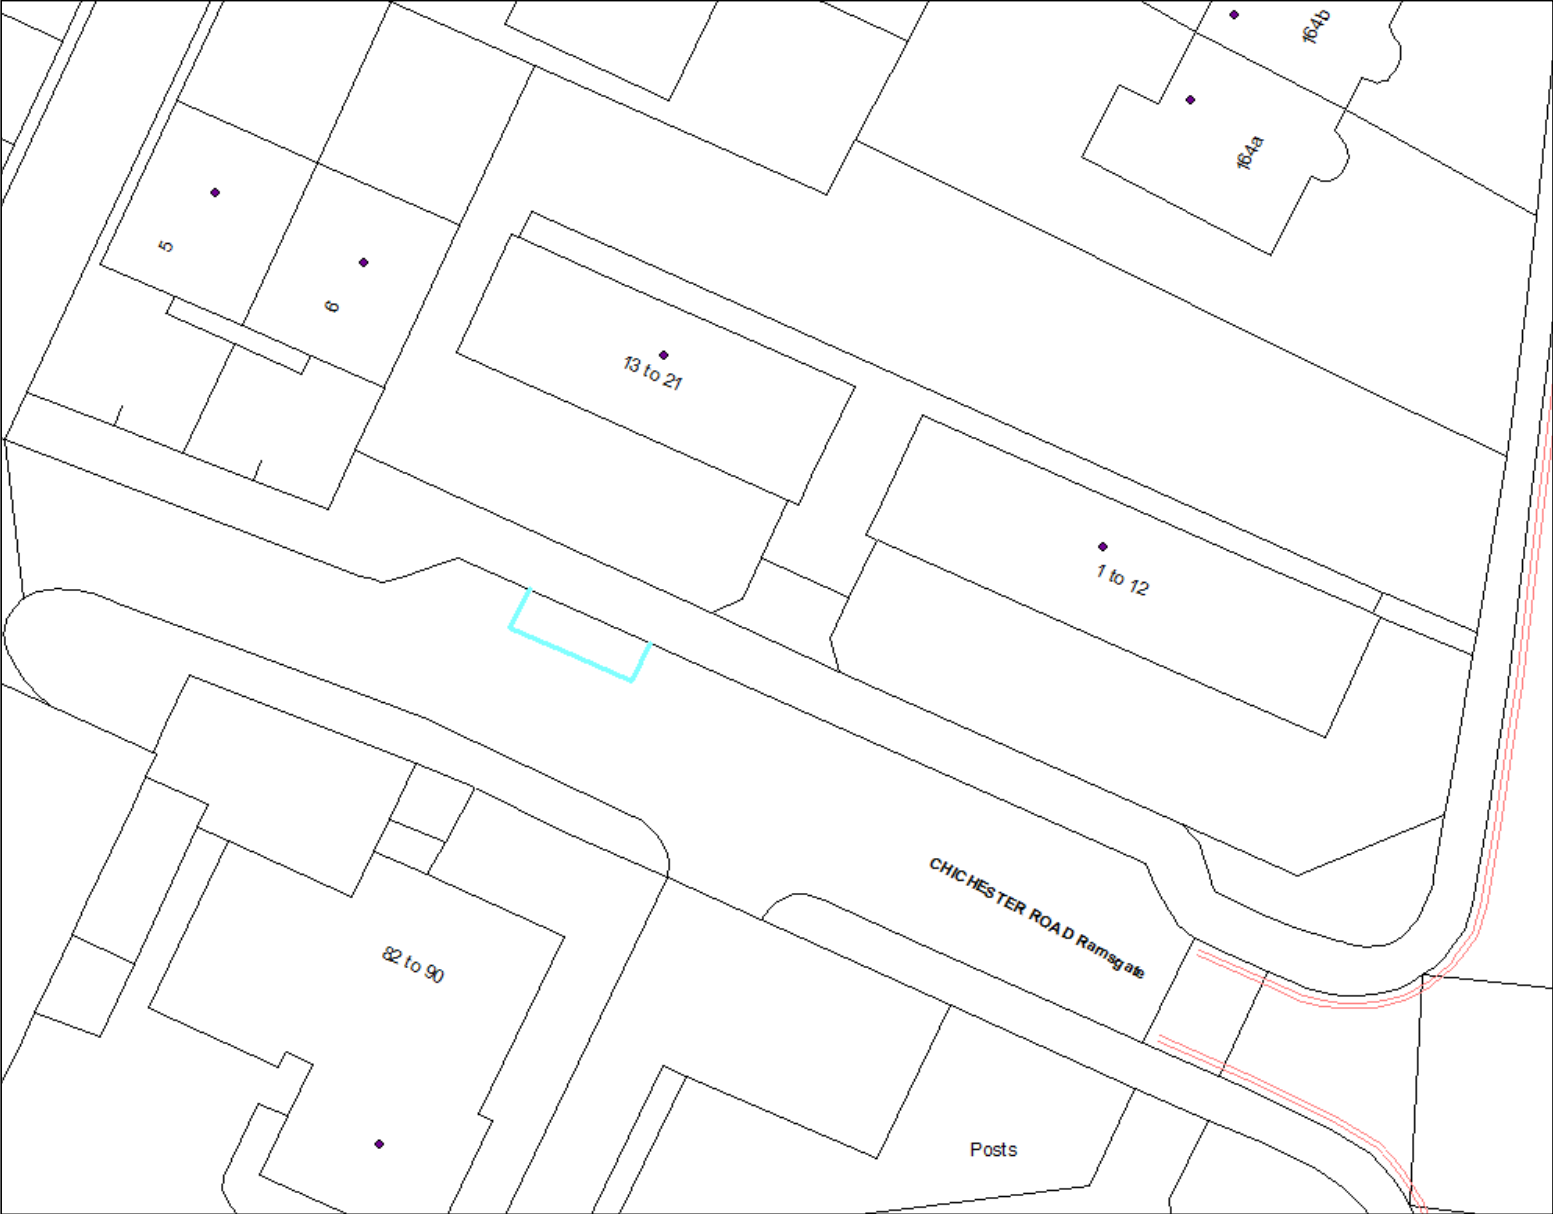 164b
164a
5
6
13 to 21
1 to 12
CHICHESTER ROAD Ramsgate
82 to 90
Posts